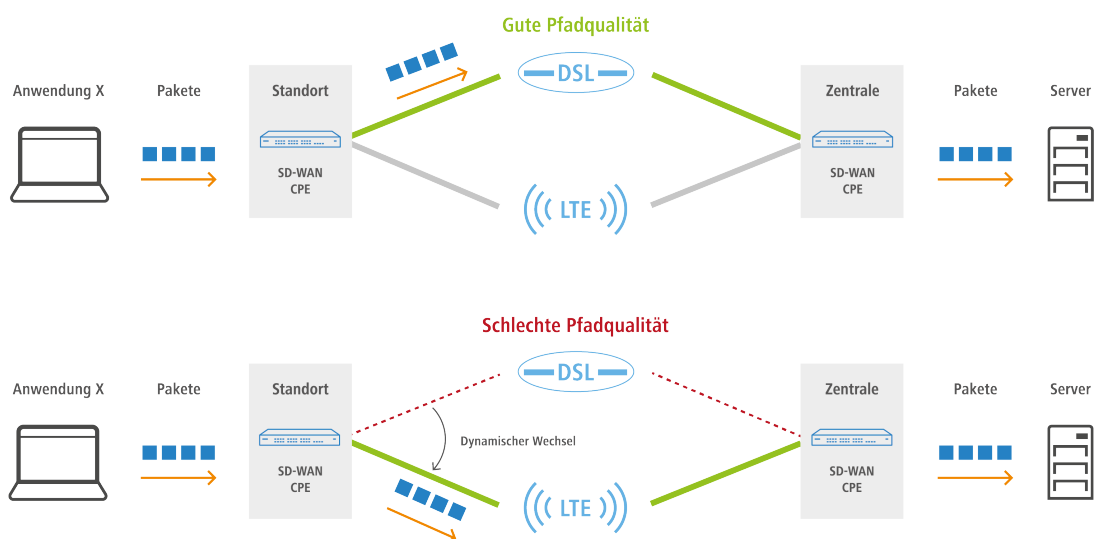 Gute Pfadqualität
Anwendung X Pakete Standort DSL Zentrale Pakete Server
SD-WAN
CPE
SD-WAN
CPE
LTE
Schlechte Pfadqualität
Anwendung X Pakete Standort DSL Zentrale Pakete Server
Dynamischer Wechsel
SD-WAN
CPE
SD-WAN
CPE
LTE